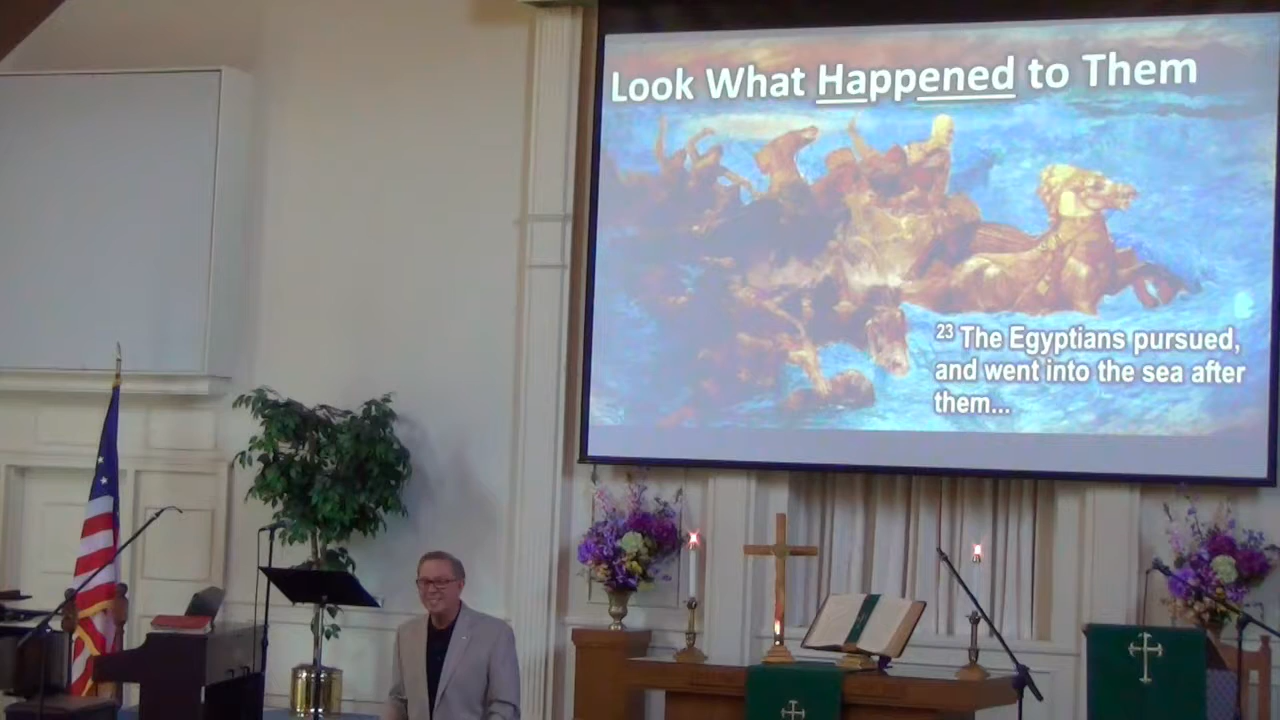 Look What Happened to Them
23 The Egyptians pursued,
and went into the sea after
them...